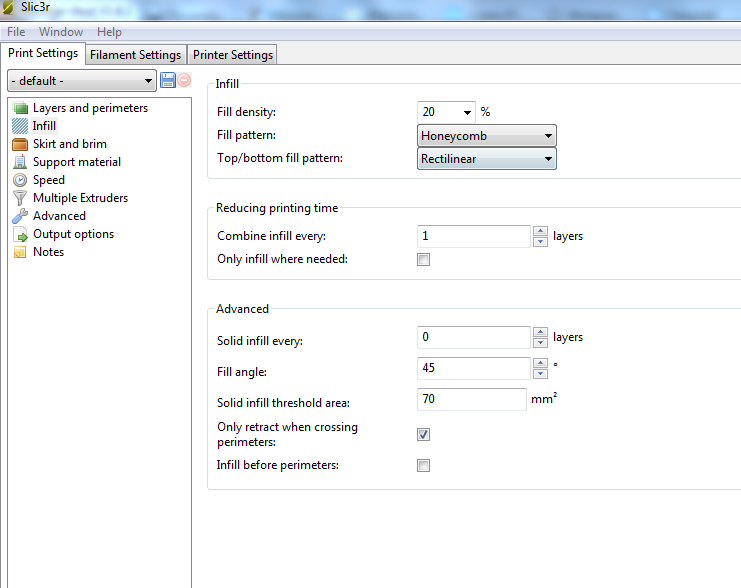 Slic3r
File Window Help
Print Settings Filament Settings Printer Settings
- default -
Layers and perimeters
Infill
Skirt and brim
Support material
Speed
Multiple Extruders
Advanced
Output options
Notes
Infill
Fill density: 20 %
Fill pattern: Honeycomb
Top/bottom fill pattern: Rectilinear
Reducing printing time
Combine infill every: 1 layers
Only infill where needed:
Advanced
Solid infill every: 0 layers
Fill angle: 45 °
Solid infill threshold area: 70 mm²
Only retract when crossing
perimeters:
Infill before perimeters: